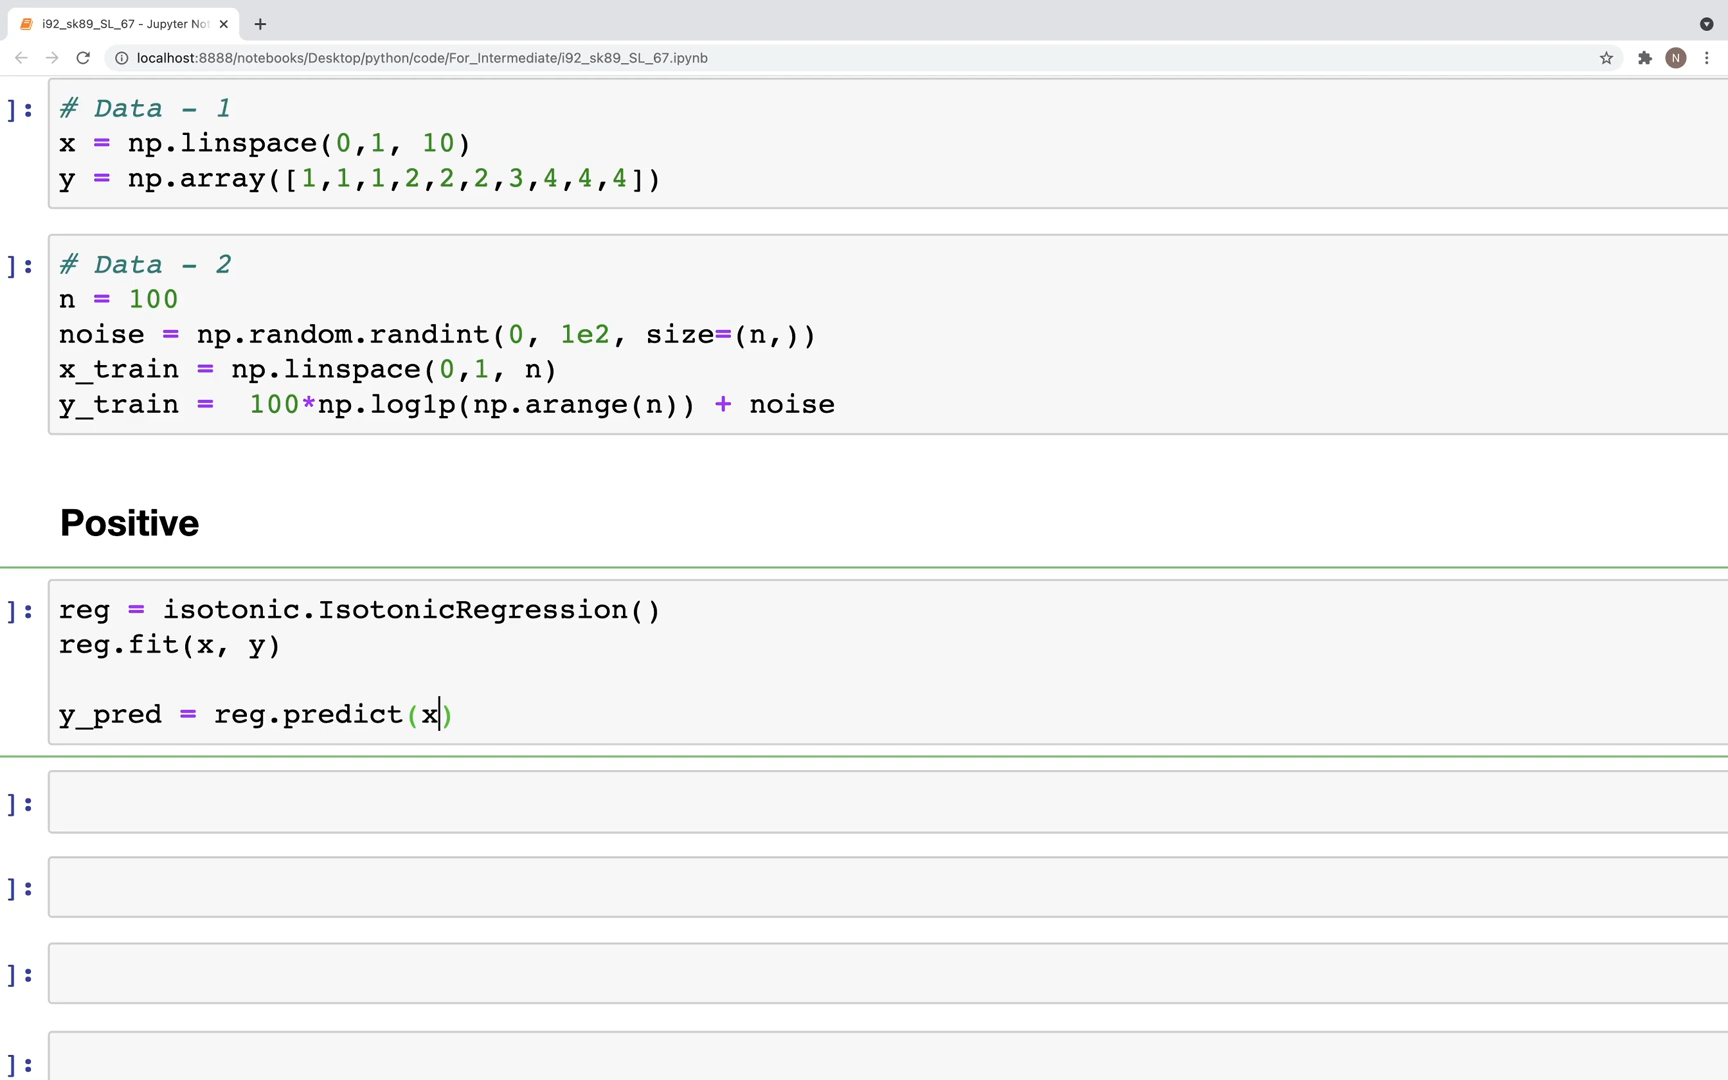 i92_sk89_SL_67 - Jupyter No
localhost:8888/notebooks/Desktop/python/code/For_Intermediate/i92_sk89_SL_67.ipynb
N
]:
# Data - 1
x = np.linspace(0,1, 10)
y = np.array([1,1,1,2,2,2,3,4,4,4])
]:
# Data - 2
n = 100
noise = np.random.randint(0, 1e2, size=(n,))
x_train = np.linspace(0,1, n)
y_train =  100*np.log1p(np.arange(n)) + noise
Positive
]:
reg = isotonic.IsotonicRegression()
reg.fit(x, y)
y_pred = reg.predict(x)
]:
]:
]:
]: